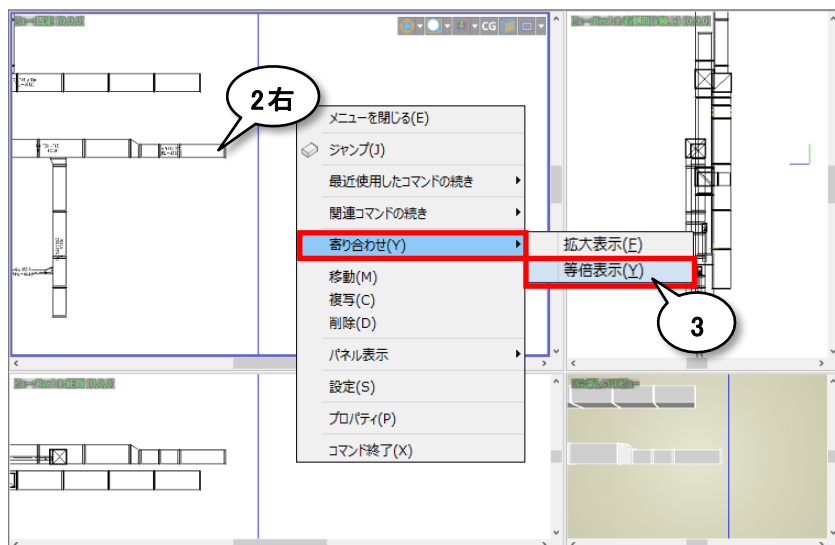 CG
2右
メニューを閉じる(E)
ジャンプ(J)
最近使用したコマンドの続き
関連コマンドの続き
寄り合わせ(Y)
拡大表示(F)
等倍表示(Y)
3
移動(M)
複写(C)
削除(D)
パネル表示
設定(S)
プロパティ(P)
コマンド終了(X)